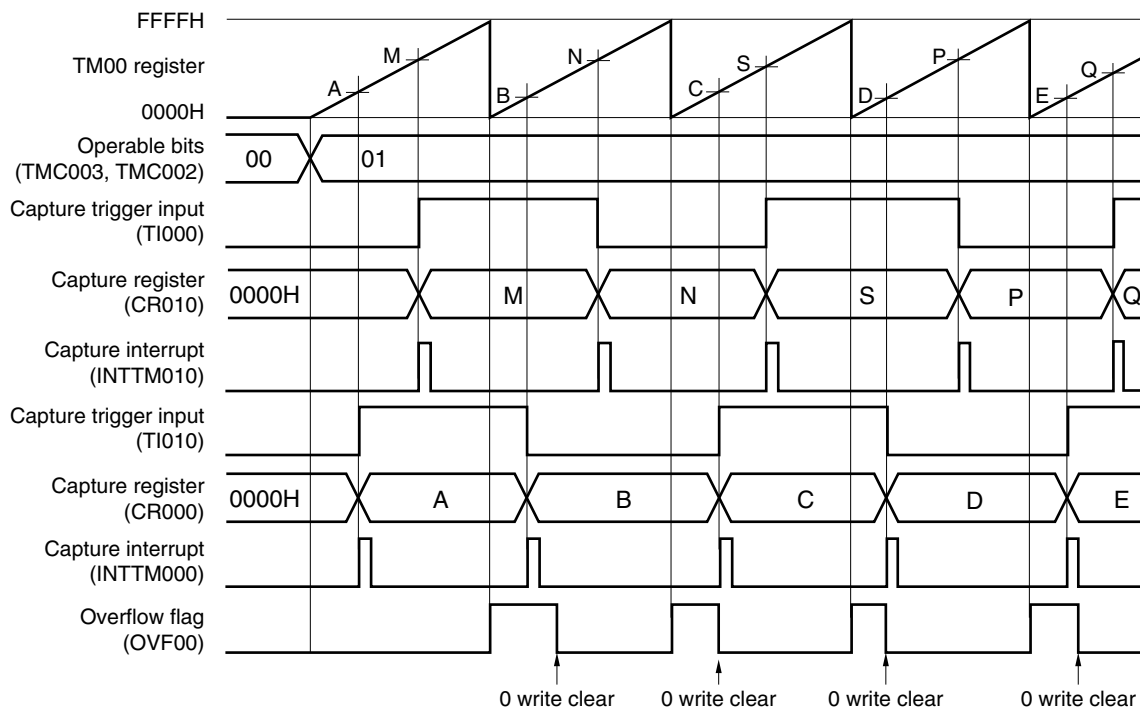 FFFFH
TM00 register
0000H
A M B N C S D P E Q
Operable bits
(TMC003, TMC002)
00 01
Capture trigger input
(TI000)
Capture register
(CR010)
0000H M N S P Q
Capture interrupt
(INTTM010)
Capture trigger input
(TI010)
Capture register
(CR000)
0000H A B C D E
Capture interrupt
(INTTM000)
Overflow flag
(OVF00)
0 write clear 0 write clear 0 write clear 0 write clear